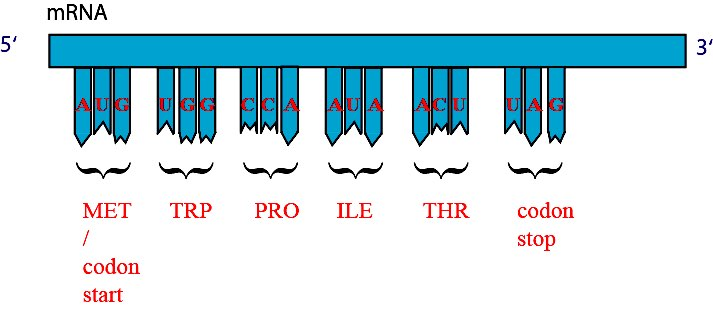 mRNA
5‘ 3‘
A U G U G G C C A A U A A C U U A G
MET TRP PRO ILE THR codon
/ stop
codon
start